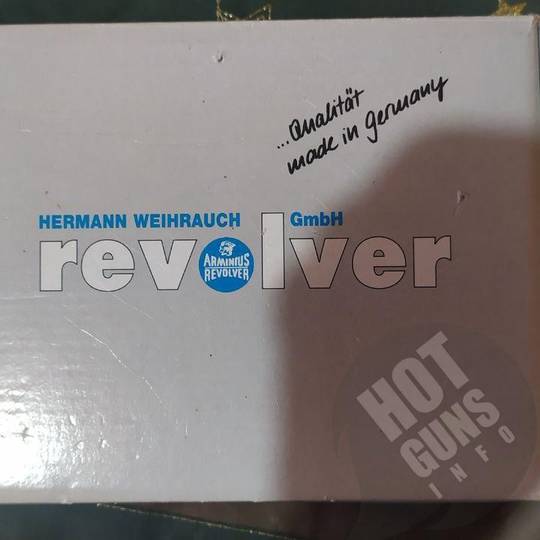 ...Qualität
made in germany
HERMANN WEIHRAUCH GmbH
revolver
ARMINIUS
REVOLVER
HOT
GUNS
INFO